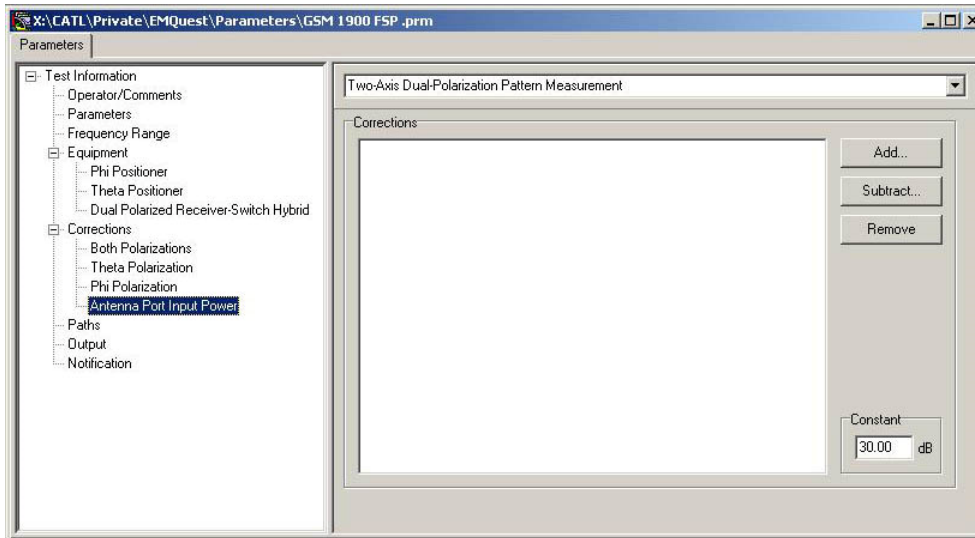 X:\CATL\Private\EMQuest\Parameters\GSM 1900 FSP .prm
Parameters
Test Information
Operator/Comments
Parameters
Frequency Range
Equipment
Phi Positioner
Theta Positioner
Dual Polarized Receiver-Switch Hybrid
Corrections
Both Polarizations
Theta Polarization
Phi Polarization
Antenna Port Input Power
Paths
Output
Notification
Two-Axis Dual-Polarization Pattern Measurement
Corrections
Add...
Subtract...
Remove
Constant
30.00 dB